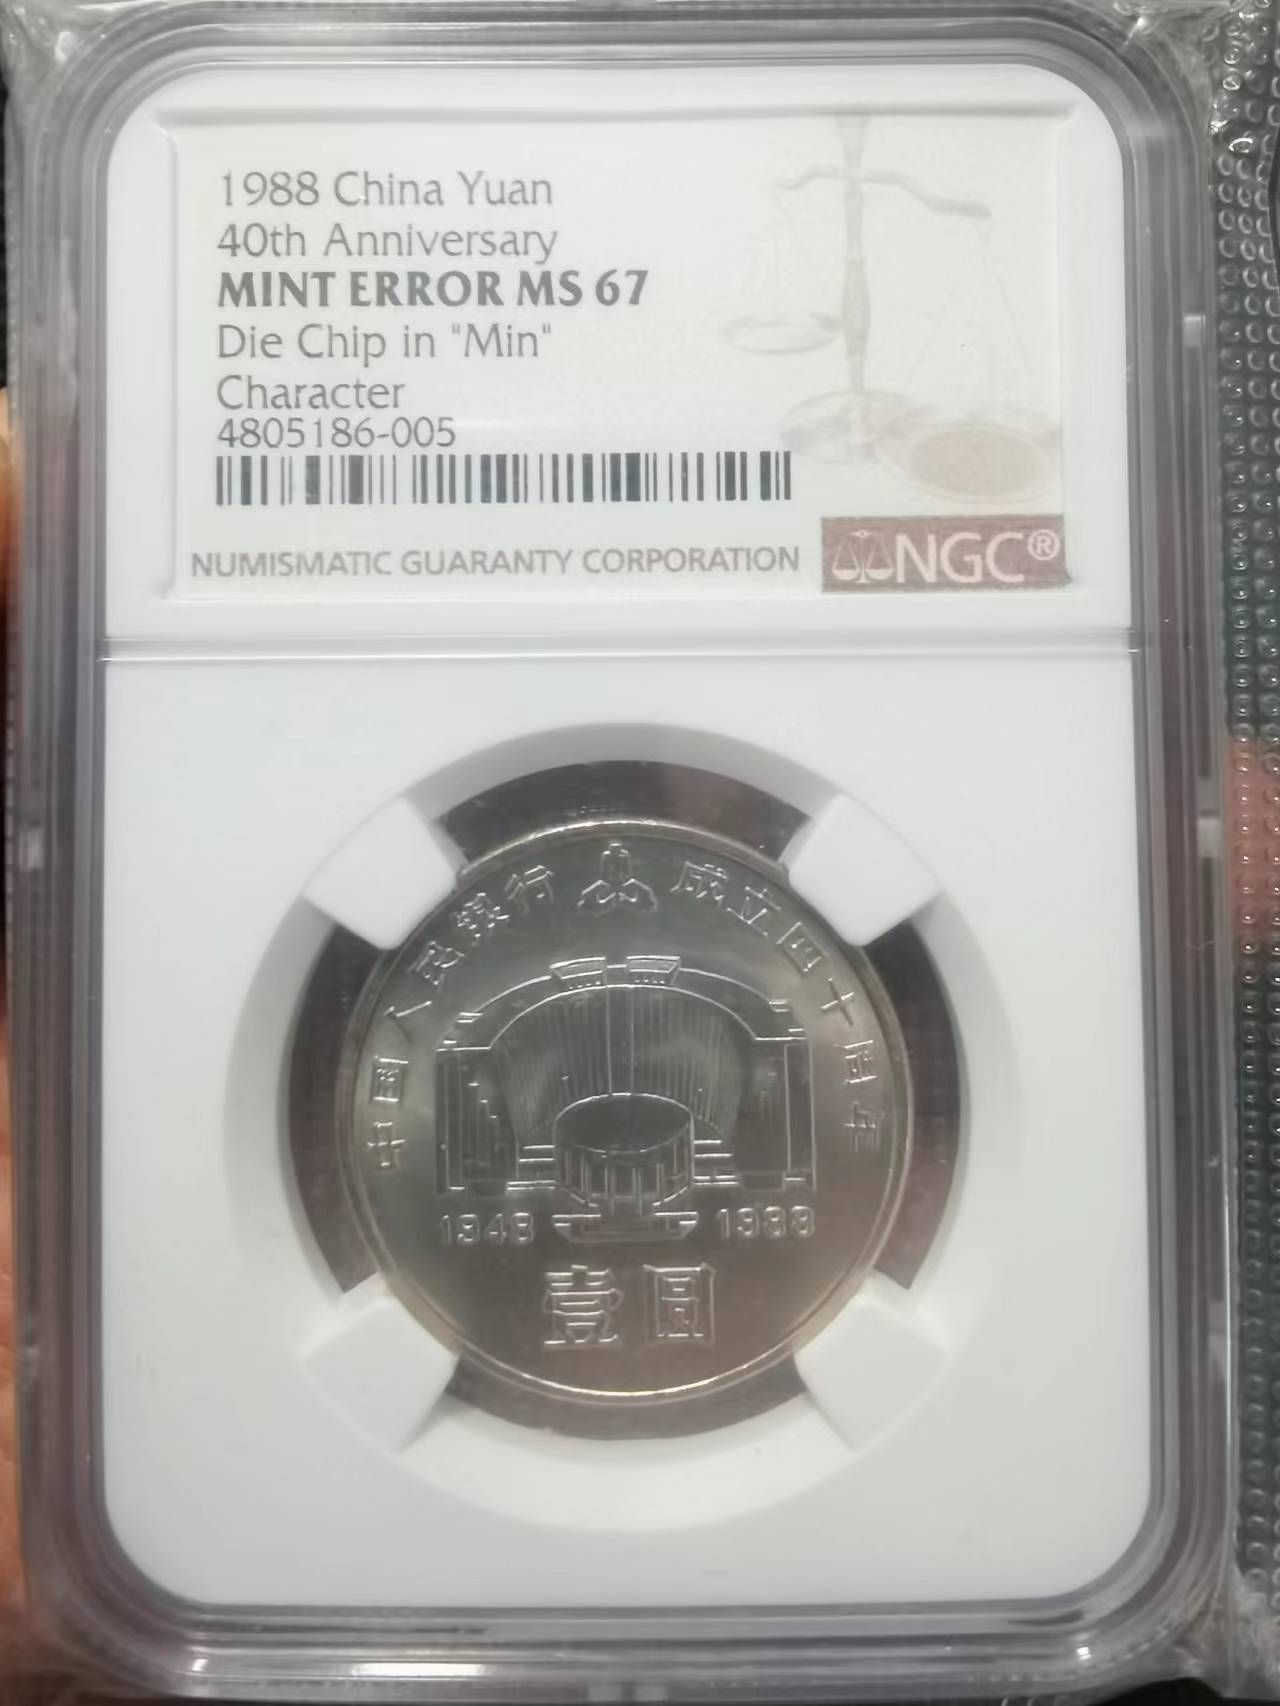 1988 China Yuan
40th Anniversary
MINT ERROR MS 67
Die Chip in "Min"
Character
4805186-005
NUMISMATIC GUARANTY CORPORATION
NGC®
中国人民银行 成立四十周年
1948 1988
壹圆